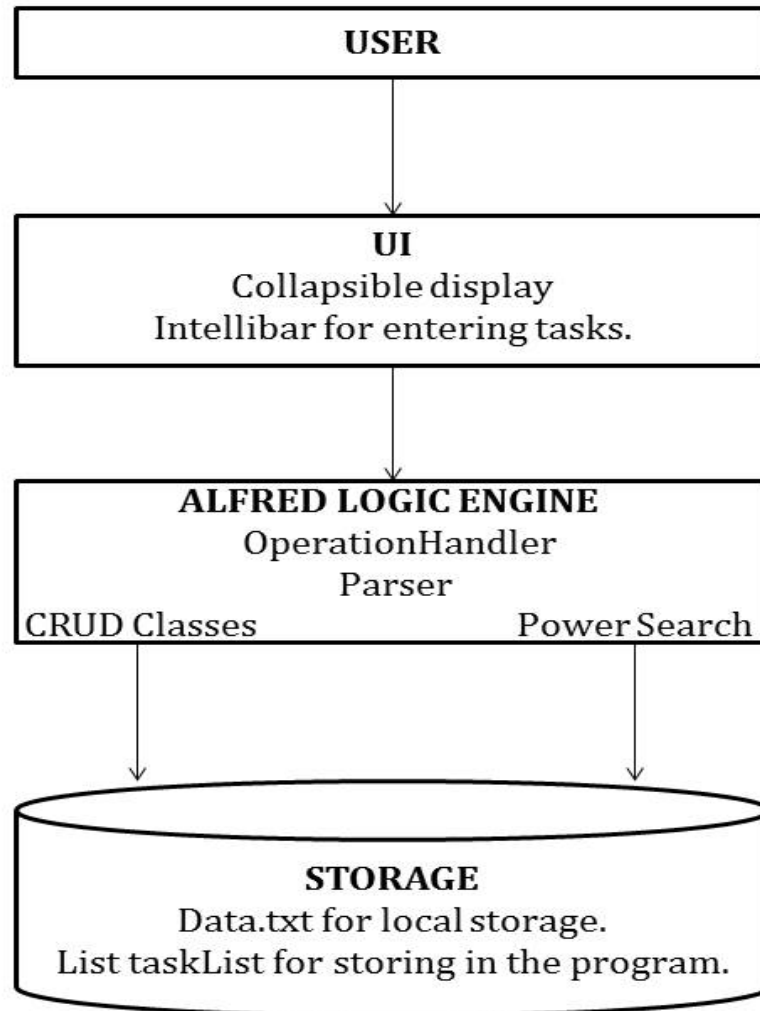 USER
UI
Collapsible display
Intellibar for entering tasks.
ALFRED LOGIC ENGINE
OperationHandler
Parser
CRUD Classes Power Search
STORAGE
Data.txt for local storage.
List taskList for storing in the program.